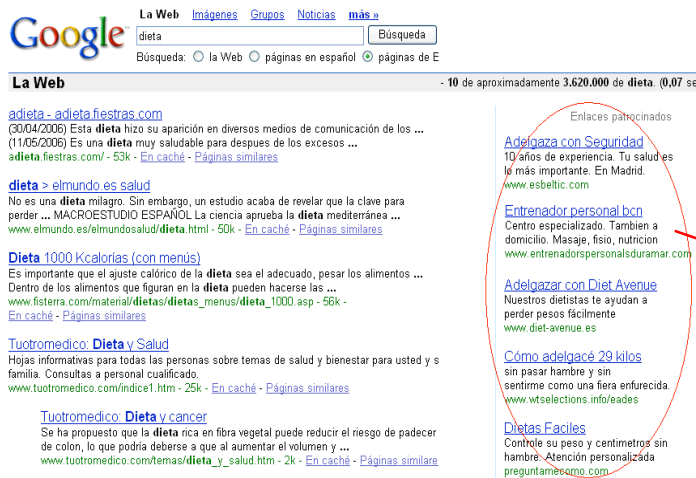 Google
La Web Imágenes Grupos Noticias más »
dieta Búsqueda
Búsqueda: la Web páginas en español páginas de E
La Web - 10 de aproximadamente 3.620.000 de dieta. (0,07 se
adieta - adieta.fiestras.com
(30/04/2006) Esta dieta hizo su aparición en diversos medios de comunicación de los ...
(11/05/2006) Es una dieta muy saludable para despues de los excesos ...
adieta.fiestras.com/ - 53k - En caché - Páginas similares
dieta > elmundo.es salud
No es una dieta milagro. Sin embargo, un estudio acaba de revelar que la clave para
perder ... MACROESTUDIO ESPAÑOL La ciencia aprueba la dieta mediterránea ...
www.elmundo.es/elmundosalud/dieta.html - 50k - En caché - Páginas similares
Dieta 1000 Kcalorías (con menús)
Es importante que el ajuste calórico de la dieta sea el adecuado, pesar los alimentos ...
Dentro de los alimentos que figuran en la dieta pueden hacerse las ...
www.fisterra.com/material/dietas/dietas_menus/dieta_1000.asp - 56k -
En caché - Páginas similares
Tuotromedico: Dieta y Salud
Hojas informativas para todas las personas sobre temas de salud y bienestar para usted y s
familia. Consultas a personal cualificado.
www.tuotromedico.com/indice1.htm - 25k - En caché - Páginas similares
Tuotromedico: Dieta y cancer
Se ha propuesto que la dieta rica en fibra vegetal puede reducir el riesgo de padecer
de colon, lo que podría deberse a que al aumentar el volumen y ...
www.tuotromedico.com/temas/dieta_y_salud.htm - 2k - En caché - Páginas similare
Enlaces patrocinados
Adelgaza con Seguridad
10 años de experiencia. Tu salud es
lo más importante. En Madrid.
www.esbeltic.com
Entrenador personal bcn
Centro especializado. Tambien a
domicilio. Masaje, fisio, nutricion
www.entrenadorspersonalsduramar.com
Adelgazar con Diet Avenue
Nuestros dietistas te ayudan a
perder pesos fácilmente
www.diet-avenue.es
Cómo adelgacé 29 kilos
sin pasar hambre y sin
sentirme como una fiera enfurecida.
www.wtselections.info/eades
Dietas Faciles
Controle su peso y centimetros sin
hambre. Atención personalizada
preguntamecomo.com